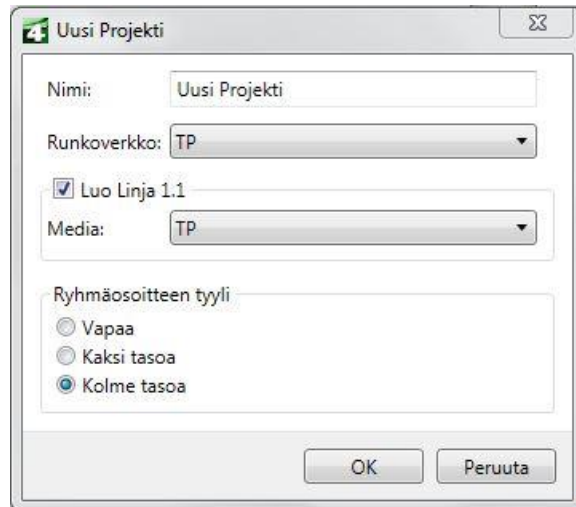 4 Uusi Projekti
Nimi: Uusi Projekti
Runkoverkko: TP
Luo Linja 1.1
Media: TP
Ryhmäosoitteen tyyli
Vapaa
Kaksi tasoa
Kolme tasoa
OK Peruuta